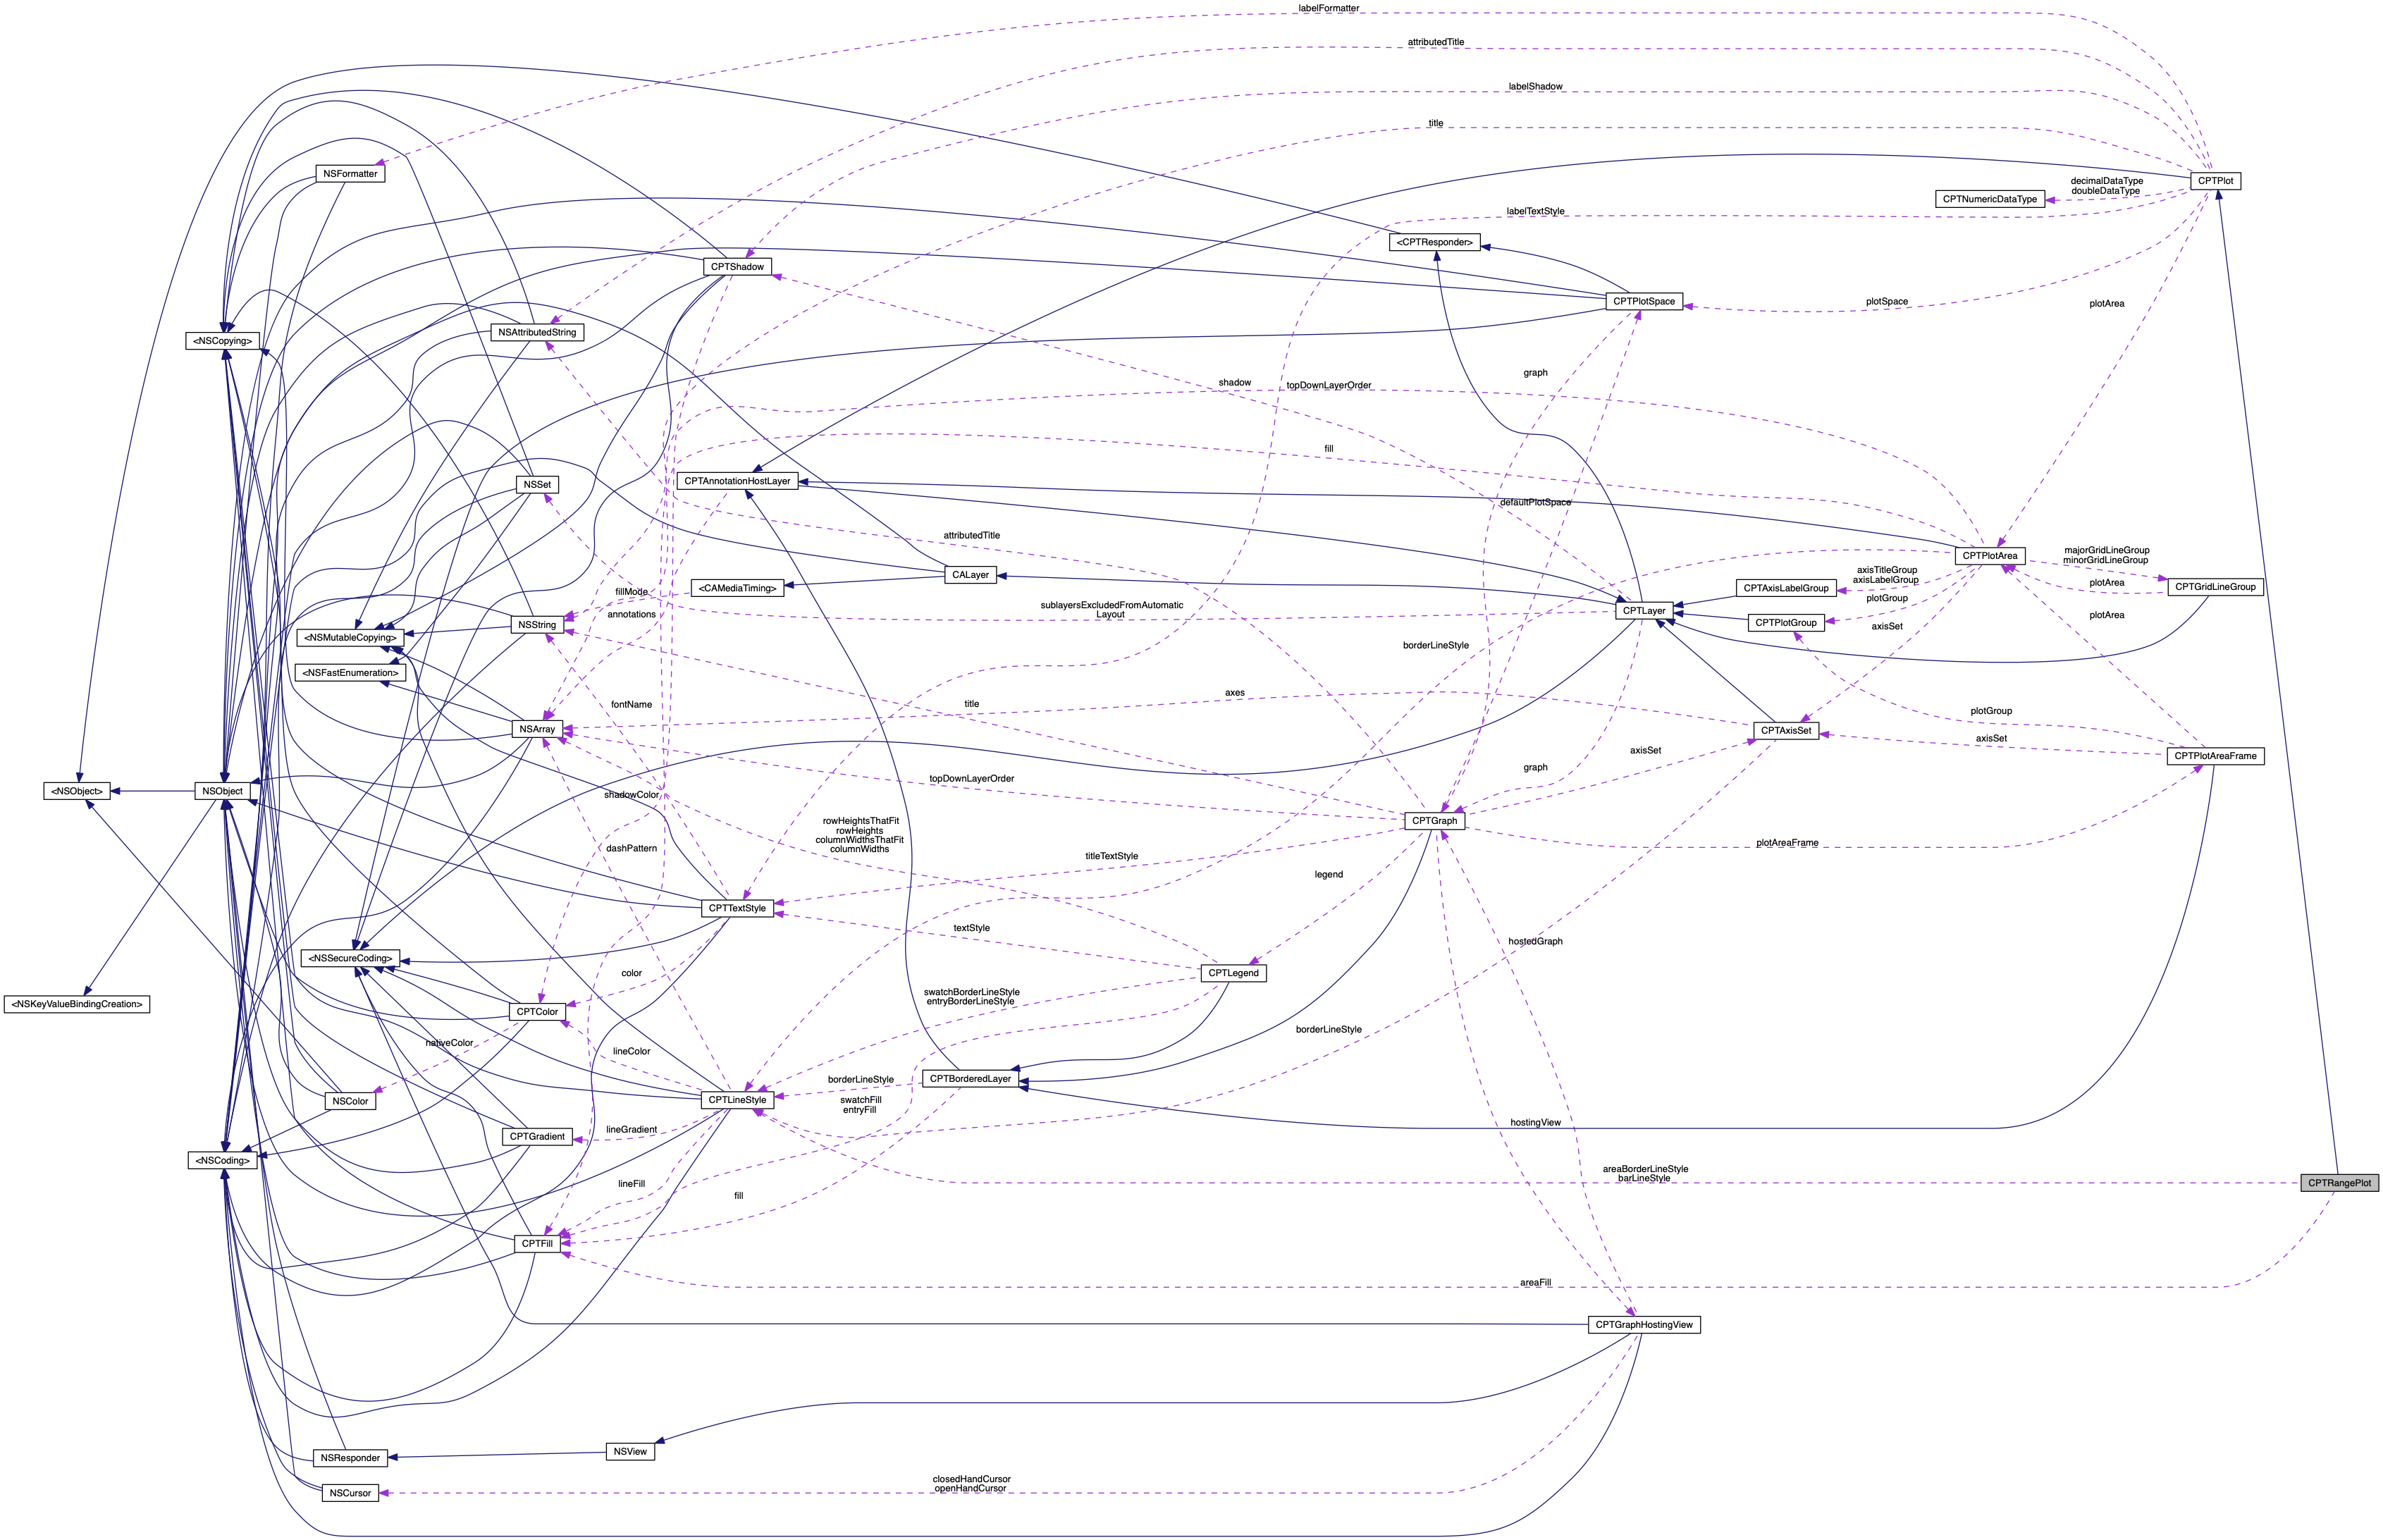 labelFormatter
attributedTitle
labelShadow
title
NSFormatter
CPTPlot
decimalDataType
doubleDataType
CPTNumericDataType
labelTextStyle
<CPTResponder>
CPTShadow
CPTPlotSpace
plotSpace
plotArea
NSAttributedString
<NSCopying>
graph
shadow
topDownLayerOrder
fill
NSSet
CPTAnnotationHostLayer
defaultPlotSpace
attributedTitle
majorGridLineGroup
minorGridLineGroup
CPTPlotArea
axisTitleGroup
axisLabelGroup
CALayer
<CAMediaTiming>
CPTAxisLabelGroup
plotArea
CPTGridLineGroup
fillMode
plotGroup
sublayersExcludedFromAutomatic
Layout
CPTLayer
annotations
plotArea
NSString
CPTPlotGroup
axisSet
<NSMutableCopying>
borderLineStyle
<NSFastEnumeration>
axes
fontName
title
plotGroup
NSArray
CPTAxisSet
axisSet
axisSet
CPTPlotAreaFrame
graph
topDownLayerOrder
<NSObject>
NSObject
shadowColor
rowHeightsThatFit
rowHeights
columnWidthsThatFit
columnWidths
CPTGraph
dashPattern
plotAreaFrame
titleTextStyle
legend
CPTTextStyle
textStyle
hostedGraph
<NSSecureCoding>
color
CPTLegend
swatchBorderLineStyle
entryBorderLineStyle
<NSKeyValueBindingCreation>
CPTColor
borderLineStyle
nativeColor
lineColor
CPTBorderedLayer
borderLineStyle
NSColor
CPTLineStyle
swatchFill
entryFill
hostingView
lineGradient
CPTGradient
<NSCoding>
areaBorderLineStyle
barLineStyle
CPTRangePlot
lineFill
fill
CPTFill
areaFill
CPTGraphHostingView
NSView
NSResponder
closedHandCursor
openHandCursor
NSCursor